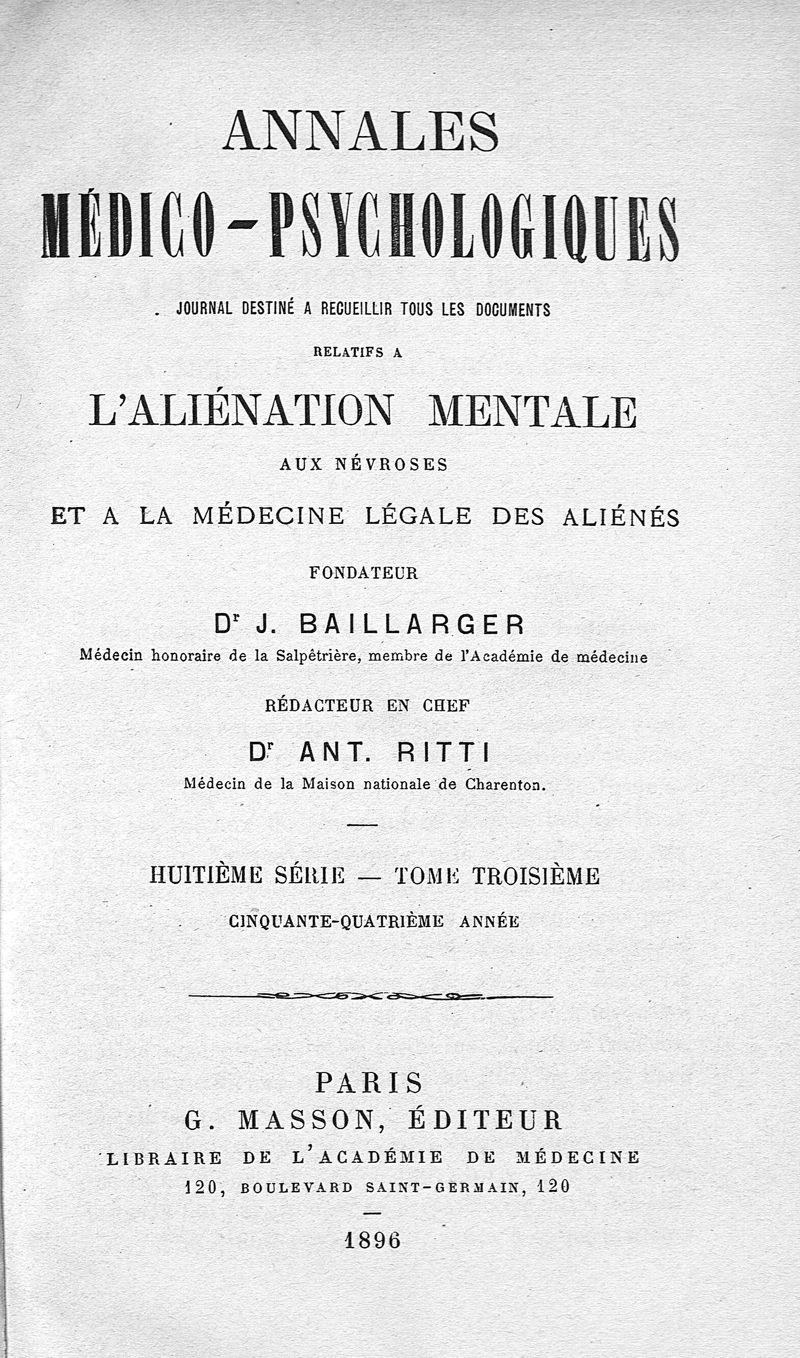 ANNALES
MÉDICO-PSYCHOLOGIQUES
JOURNAL DESTINÉ A RECUEILLIR TOUS LES DOCUMENTS
RELATIFS A
L'ALIÉNATION MENTALE
AUX NÉVROSES
ET A LA MÉDECINE LÉGALE DES ALIÉNÉS
FONDATEUR
Dr J. BAILLARGER
Médecin honoraire de la Salpêtrière, membre de l'Académie de médecine
RÉDACTEUR EN CHEF
Dr ANT. RITTI
Médecin de la Maison nationale de Charenton.
HUITIÈME SÉRIE — TOME TROISIÈME
CINQUANTE-QUATRIÈME ANNÉE
PARIS
G. MASSON, ÉDITEUR
LIBRAIRE DE L'ACADÉMIE DE MÉDECINE
120, BOULEVARD SAINT-GERMAIN, 120
1896